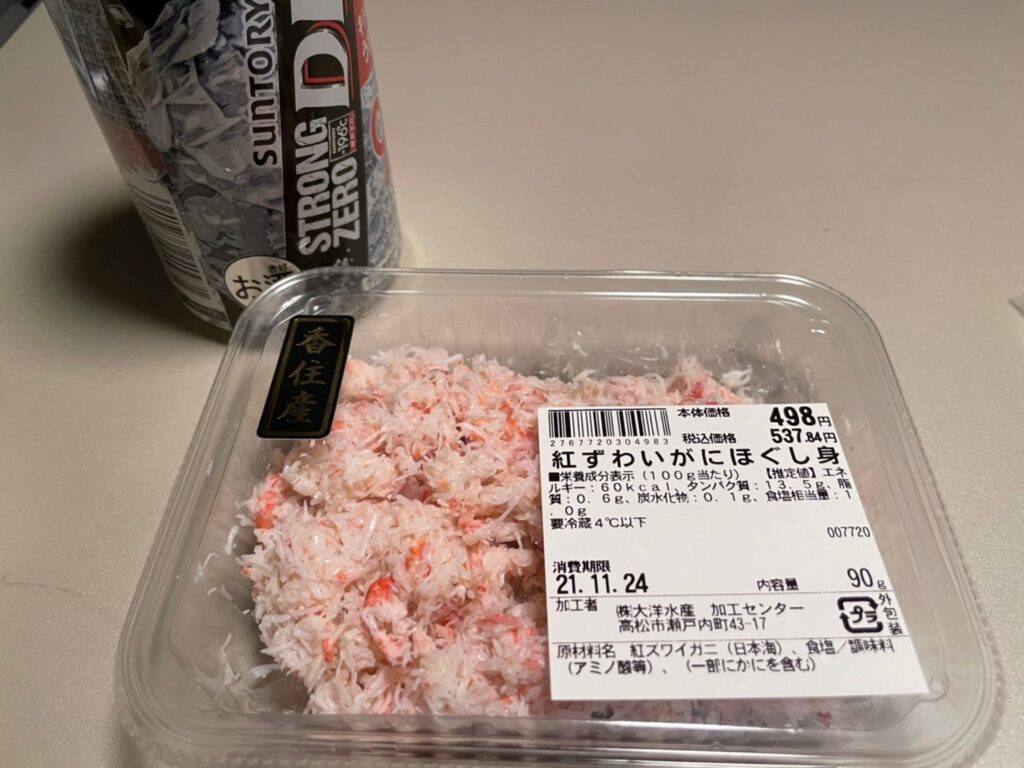 SUNTORY
STRONG
ZERO
-196℃
お酒
香住産
本体価格 498円
2767720304983 税込価格 537.84円
紅ずわいがにほぐし身
■栄養成分表示(100g当たり) 【推定値】エネ
ルギー:60kcal、タンパク質:13.5g、脂
質:0.6g、炭水化物:0.1g、食塩相当量:1
.0g
要冷蔵4℃以下
007720
消費期限
21.11.24 内容量 90g
加工者 ㈱大洋水産 加工センター
高松市瀬戸内町43-17
プラ 外包装
原材料名 紅ズワイガニ(日本海)、食塩/調味料
(アミノ酸等)、(一部にかにを含む)